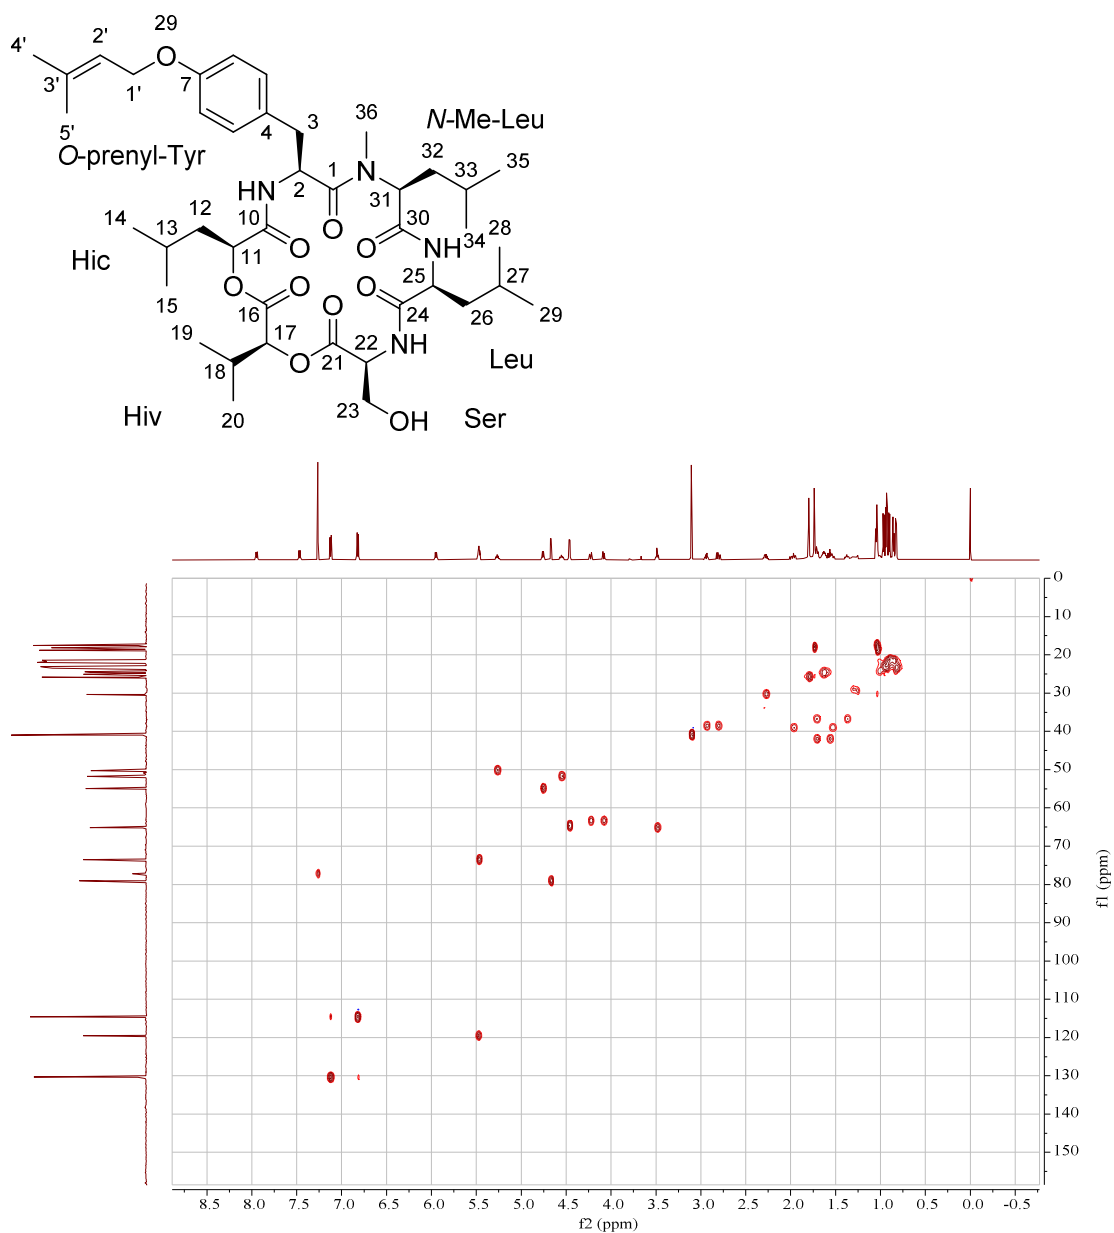 29
4'
2'
O
3'
7
1'
5'
3
36
N-Me-Leu
4
O-prenyl-Tyr
32
35
33
HN
2
1
N
31
12
10
O
30
14
13
O
28
O
NH
34
Hic
11
25
27
O
O
O
O
15
16
24
26
29
19
17
22
NH
18
O
21
Leu
23
OH
Ser
Hiv
20
0
10
20
30
40
50
60
70
80
90
100
110
120
130
140
150
f1 (ppm)
8.5 8.0 7.5 7.0 6.5 6.0 5.5 5.0 4.5 4.0 3.5 3.0 2.5 2.0 1.5 1.0 0.5 0.0 -0.5
f2 (ppm)